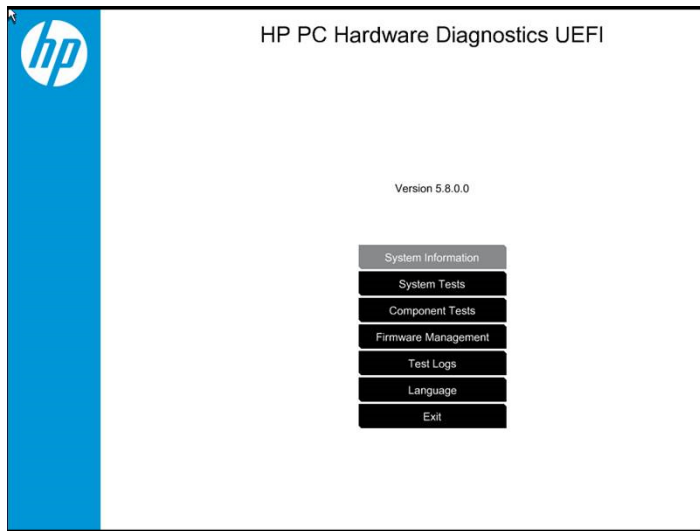 hp
HP PC Hardware Diagnostics UEFI
Version 5.8.0.0
System Information
System Tests
Component Tests
Firmware Management
Test Logs
Language
Exit